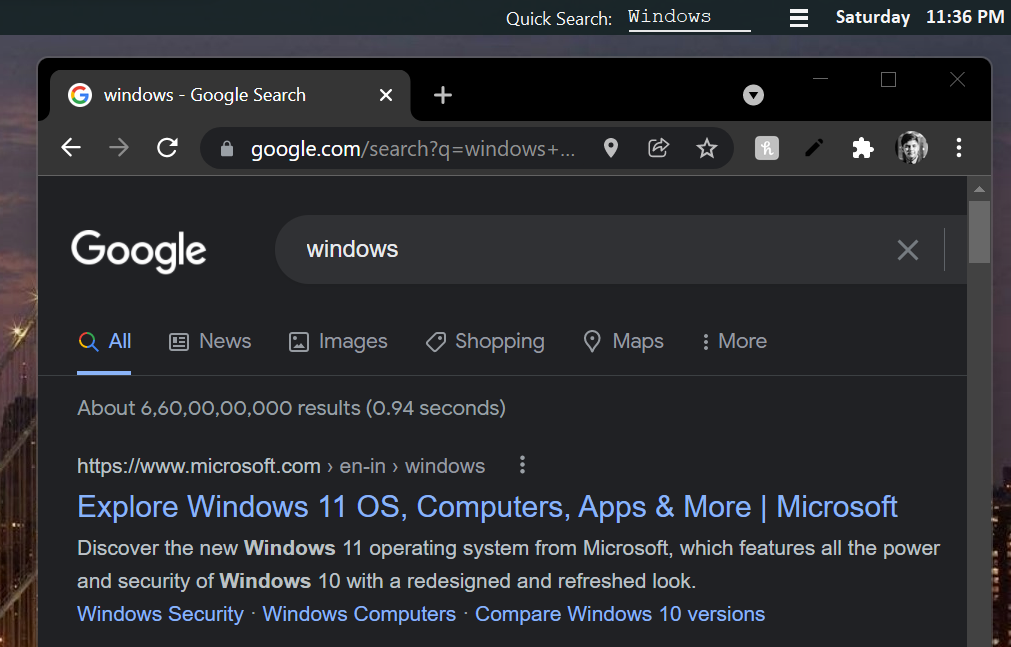 Quick Search: Windows Saturday 11:36 PM
windows - Google Search
google.com/search?q=windows+...
Google windows
All News Images Shopping Maps More
About 6,60,00,00,000 results (0.94 seconds)
https://www.microsoft.com › en-in › windows
Explore Windows 11 OS, Computers, Apps & More | Microsoft
Discover the new Windows 11 operating system from Microsoft, which features all the power
and security of Windows 10 with a redesigned and refreshed look.
Windows Security · Windows Computers · Compare Windows 10 versions